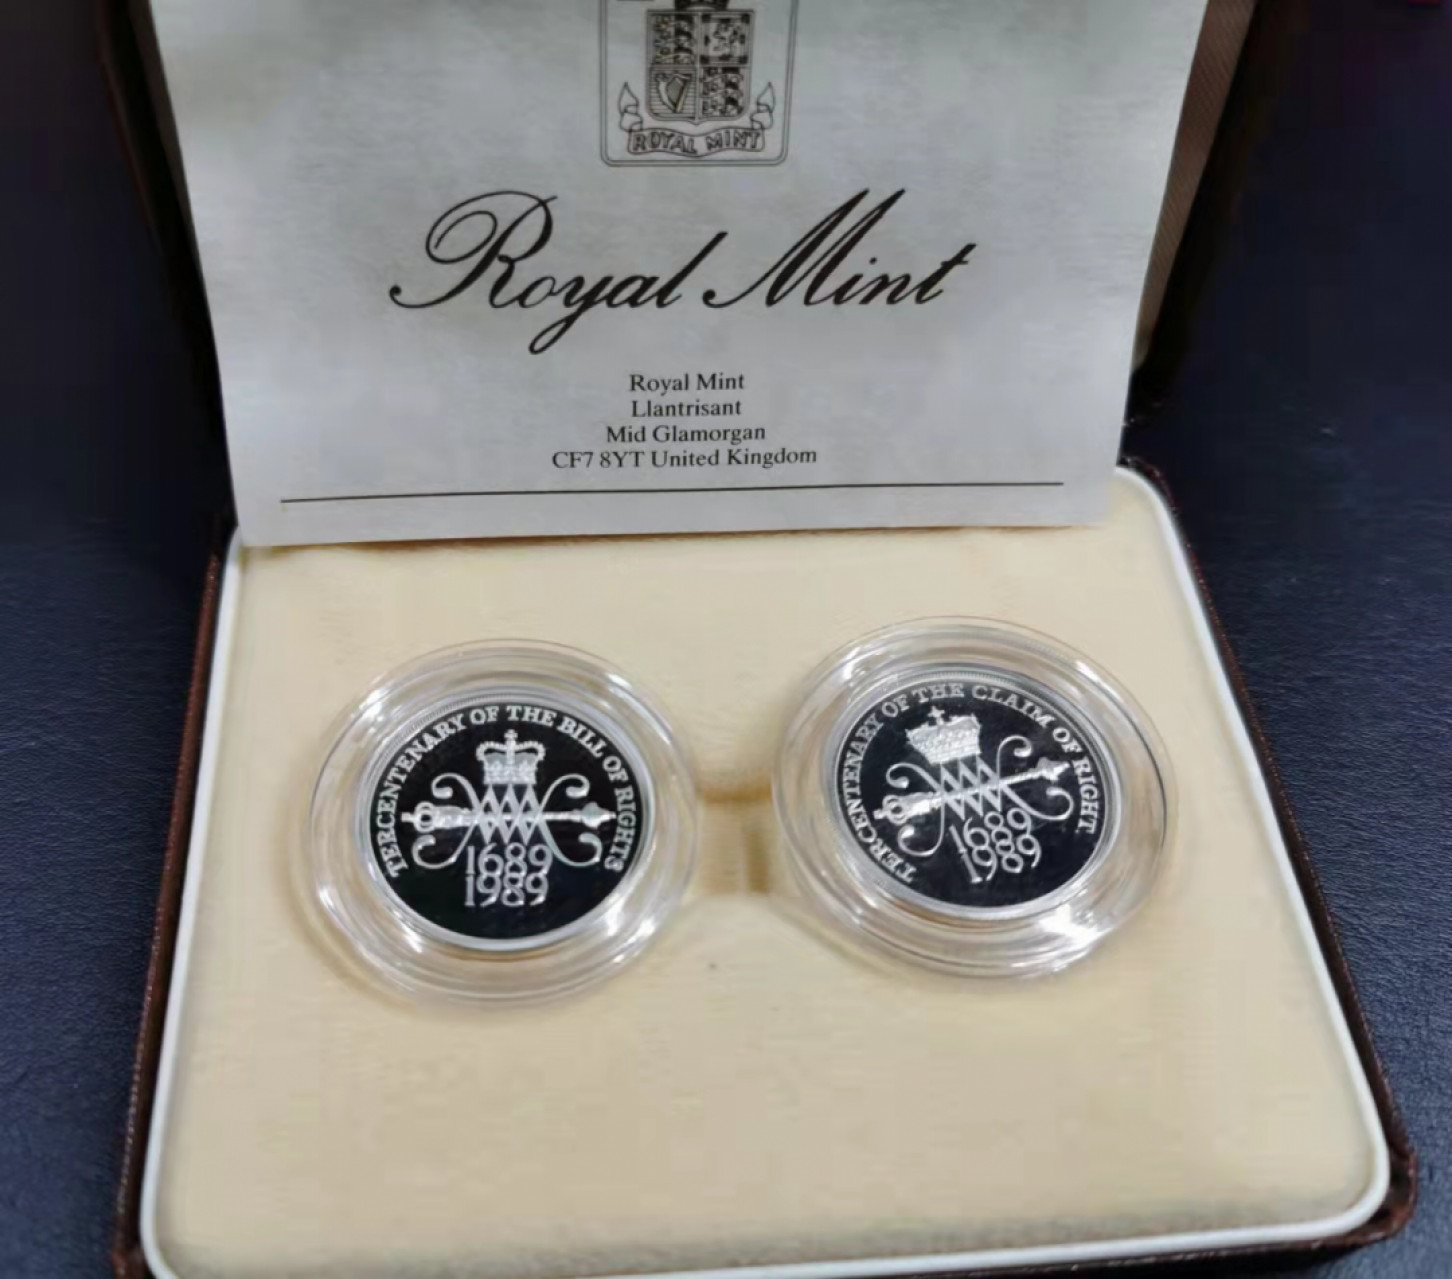 ROYAL MINT
Royal Mint
Royal Mint
Llantrisant
Mid Glamorgan
CF7 8YT United Kingdom
TERCENTENARY OF THE BILL OF RIGHTS
1689
1989
TERCENTENARY OF THE CLAIM OF RIGHT
1689
1989